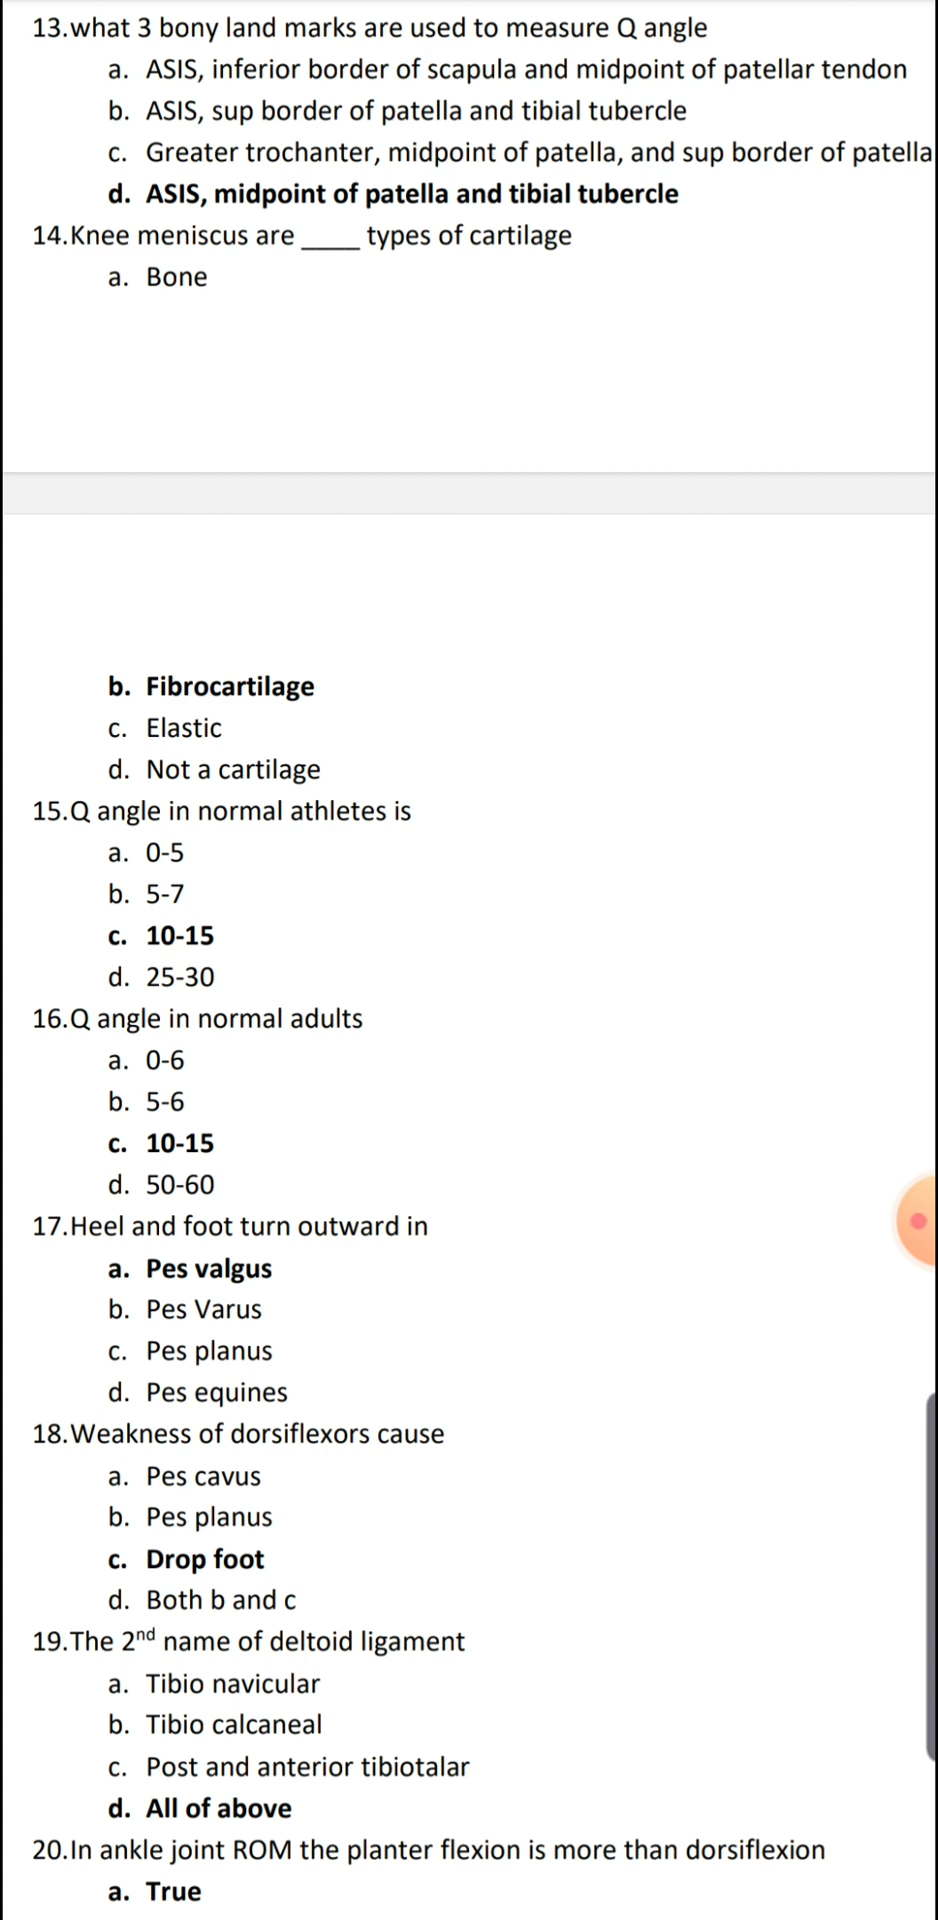 13.what 3 bony land marks are used to measure Q angle
a. ASIS, inferior border of scapula and midpoint of patellar tendon
b. ASIS, sup border of patella and tibial tubercle
c. Greater trochanter, midpoint of patella, and sup border of patella
d. ASIS, midpoint of patella and tibial tubercle
14.Knee meniscus are _____ types of cartilage
a. Bone
b. Fibrocartilage
c. Elastic
d. Not a cartilage
15.Q angle in normal athletes is
a. 0-5
b. 5-7
c. 10-15
d. 25-30
16.Q angle in normal adults
a. 0-6
b. 5-6
c. 10-15
d. 50-60
17.Heel and foot turn outward in
a. Pes valgus
b. Pes Varus
c. Pes planus
d. Pes equines
18.Weakness of dorsiflexors cause
a. Pes cavus
b. Pes planus
c. Drop foot
d. Both b and c
19.The 2nd name of deltoid ligament
a. Tibio navicular
b. Tibio calcaneal
c. Post and anterior tibiotalar
d. All of above
20.In ankle joint ROM the planter flexion is more than dorsiflexion
a. True